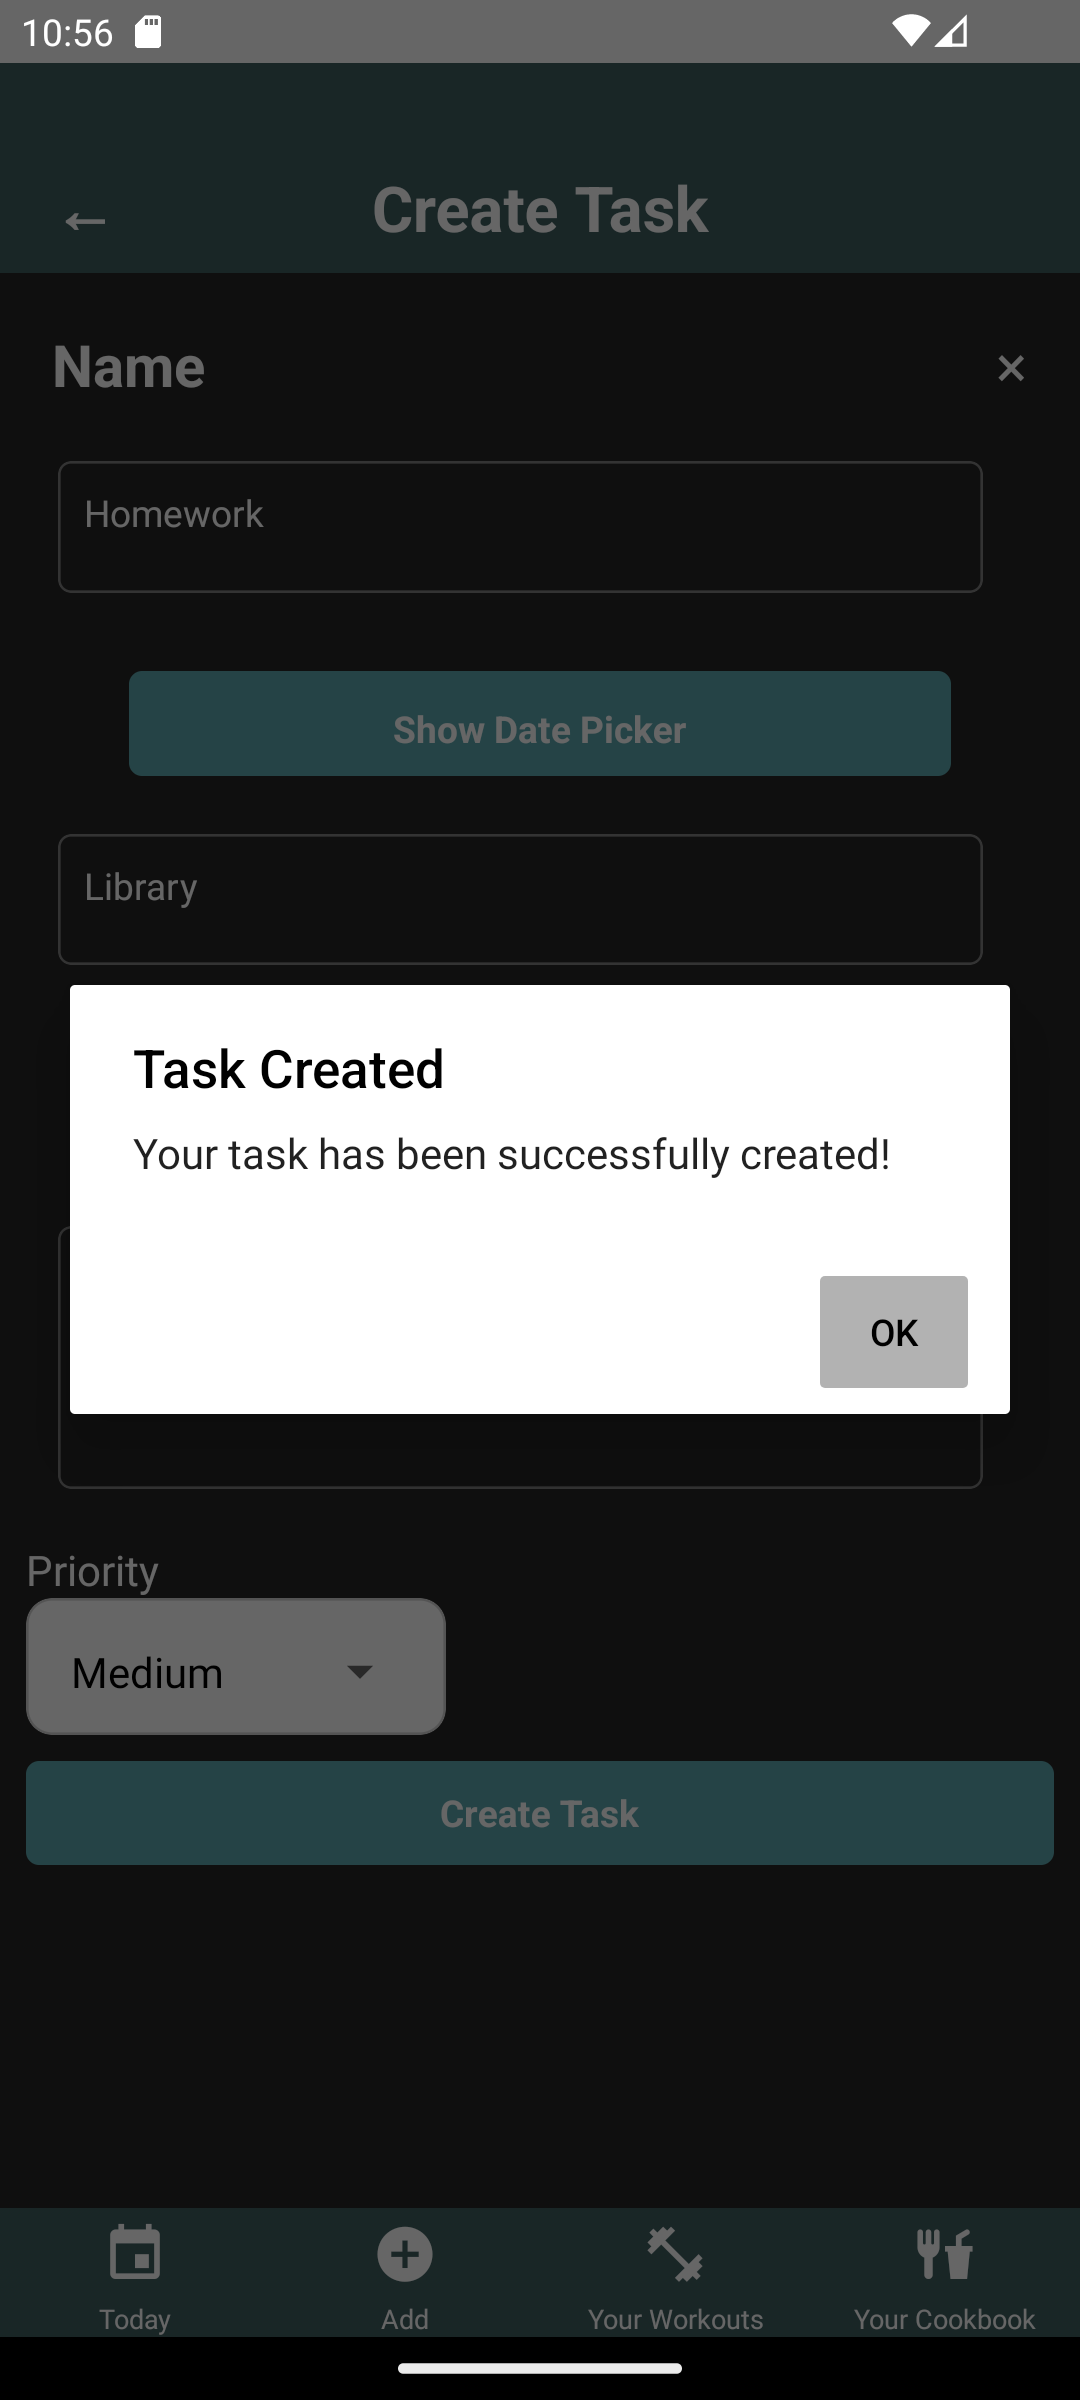 10:56
← Create Task
Name ×
Homework
Show Date Picker
Library
Task Created
Your task has been successfully created!
OK
Priority
Medium
Create Task
Today Add Your Workouts Your Cookbook